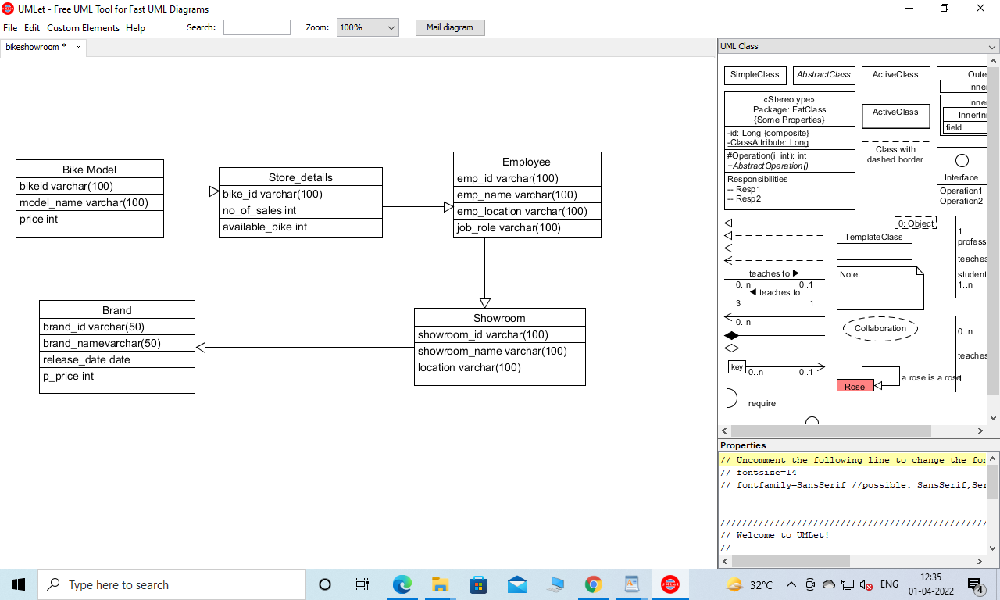 UMLet - Free UML Tool for Fast UML Diagrams
File Edit Custom Elements Help Search: Zoom: 100% Mail diagram
bikeshowroom * ×
Bike Model
bikeid varchar(100)
model_name varchar(100)
price int
Store_details
bike_id varchar(100)
no_of_sales int
available_bike int
Employee
emp_id varchar(100)
emp_name varchar(100)
emp_location varchar(100)
job_role varchar(100)
Brand
brand_id varchar(50)
brand_namevarchar(50)
release_date date
p_price int
Showroom
showroom_id varchar(100)
showroom_name varchar(100)
location varchar(100)
UML Class
SimpleClass
AbstractClass
ActiveClass
Oute
Inne
Inne
InnerIn
field
«Stereotype»
Package::FatClass
{Some Properties}
-id: Long {composite}
-ClassAttribute: Long
#Operation(i: int): int
+AbstractOperation()
Responsibilities
-- Resp1
-- Resp2
ActiveClass
Class with
dashed border
Interface
Operation1
Operation2
0: Object
TemplateClass
1
profess
teaches
student
1..n
teaches to ▶
0..n 0..1
◀ teaches to
3 1
0..n
Note..
Collaboration
0..n
teaches
key
0..n 0..1
Rose
a rose is a rose
1
require
Properties
// Uncomment the following line to change the fon
// fontsize=14
// fontfamily=SansSerif //possible: SansSerif,Ser
// Welcome to UMLet!
//
Type here to search
32°C
ENG
12:35
01-04-2022
4